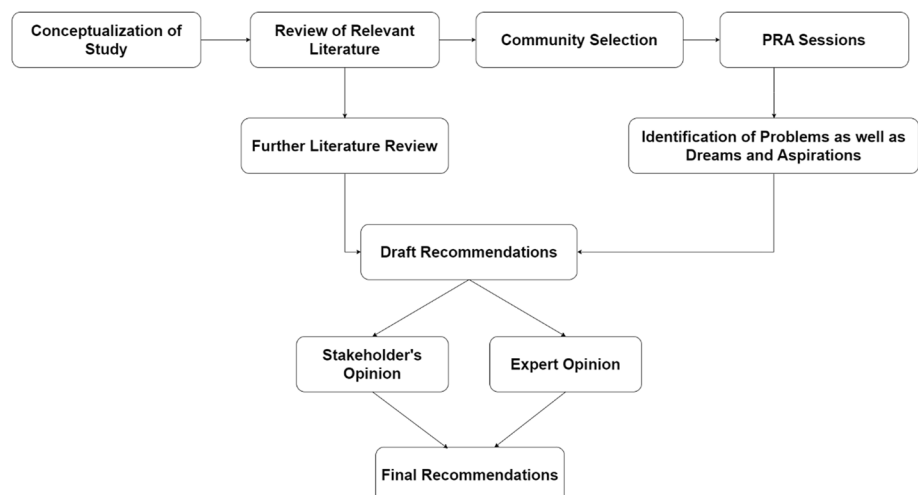 Conceptualization of
Study
Review of Relevant
Literature
Community Selection
PRA Sessions
Further Literature Review
Identification of Problems as well as
Dreams and Aspirations
Draft Recommendations
Stakeholder's
Opinion
Expert Opinion
Final Recommendations